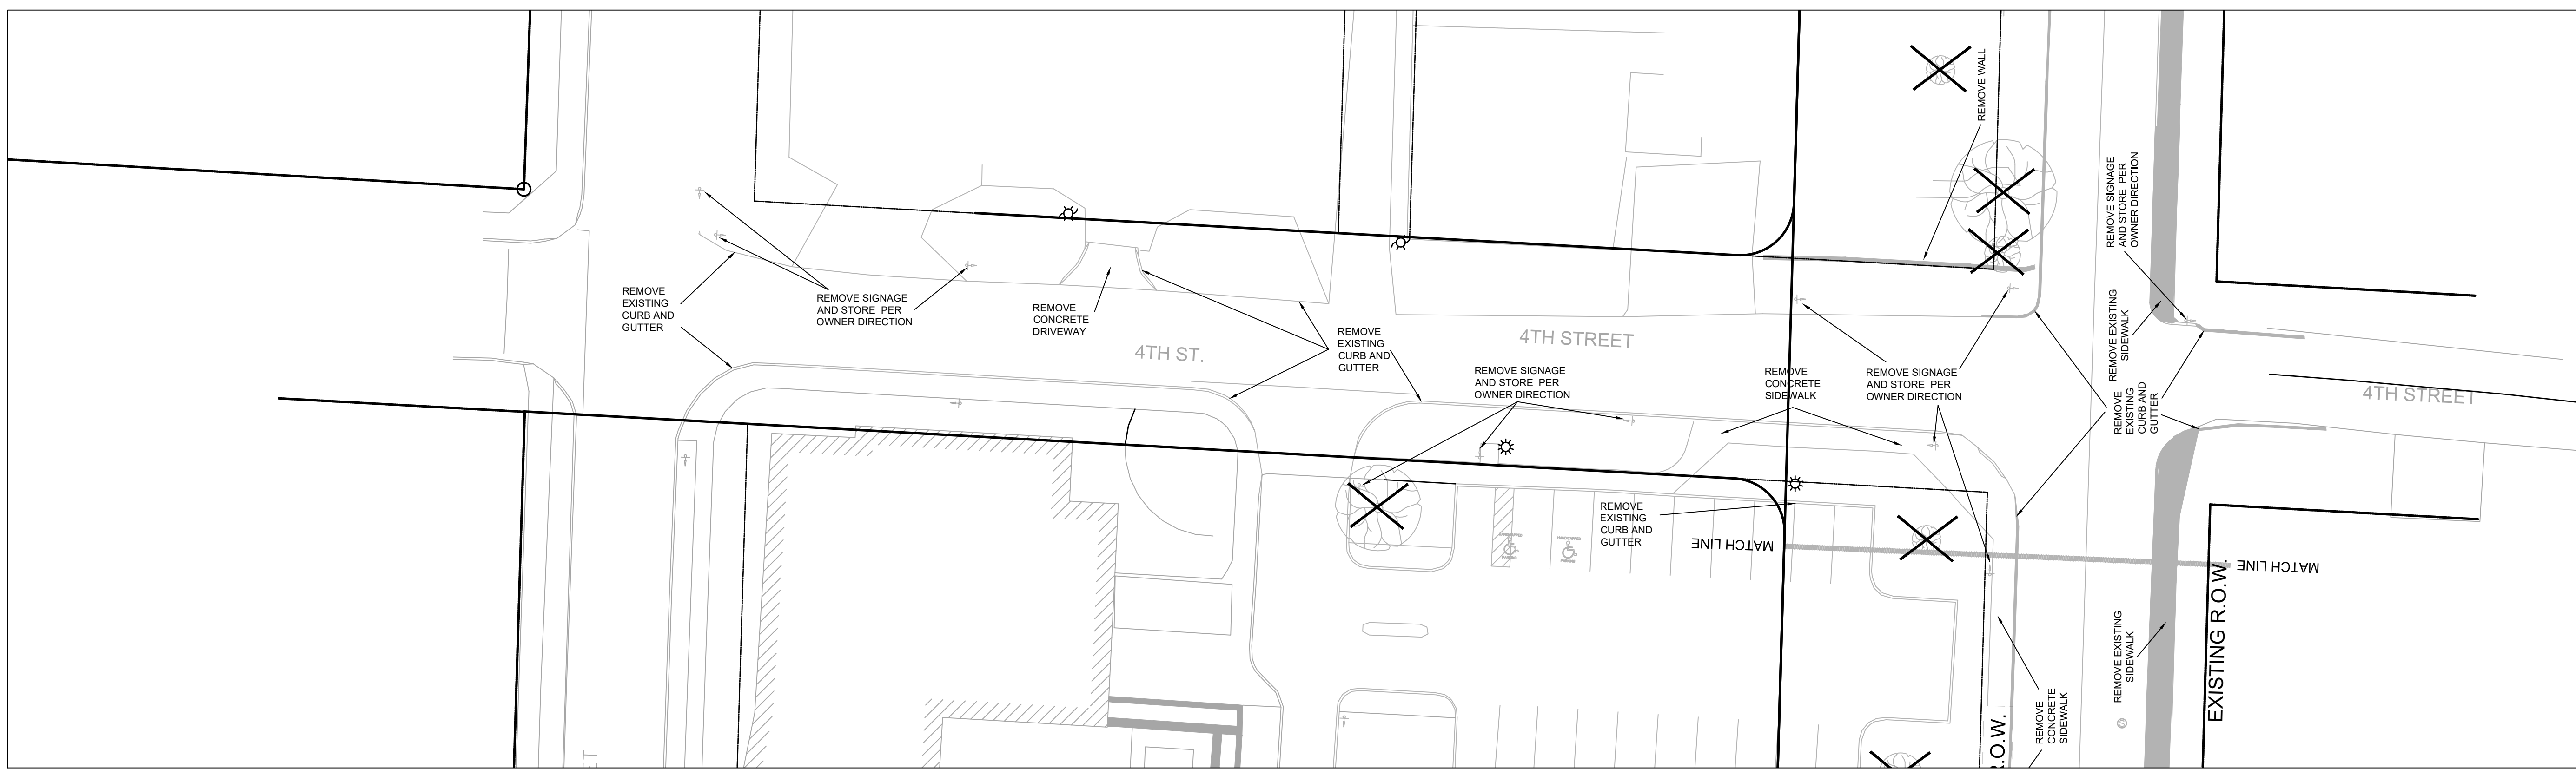 REMOVE
EXISTING
CURB AND
GUTTER
REMOVE SIGNAGE
AND STORE PER
OWNER DIRECTION
REMOVE
CONCRETE
DRIVEWAY
4TH ST.
REMOVE
EXISTING
CURB AND
GUTTER
4TH STREET
REMOVE SIGNAGE
AND STORE PER
OWNER DIRECTION
REMOVE
CONCRETE
SIDEWALK
REMOVE SIGNAGE
AND STORE PER
OWNER DIRECTION
REMOVE WALL
REMOVE SIGNAGE
AND STORE PER
OWNER DIRECTION
REMOVE EXISTING
SIDEWALK
REMOVE
EXISTING
CURB AND
GUTTER
4TH STREET
REMOVE
EXISTING
CURB AND
GUTTER
HANDICAPPED
PARKING
HANDICAPPED
PARKING
MATCH LINE
MATCH LINE
EXISTING R.O.W.
REMOVE EXISTING
SIDEWALK
S
REMOVE
CONCRETE
SIDEWALK
R.O.W.